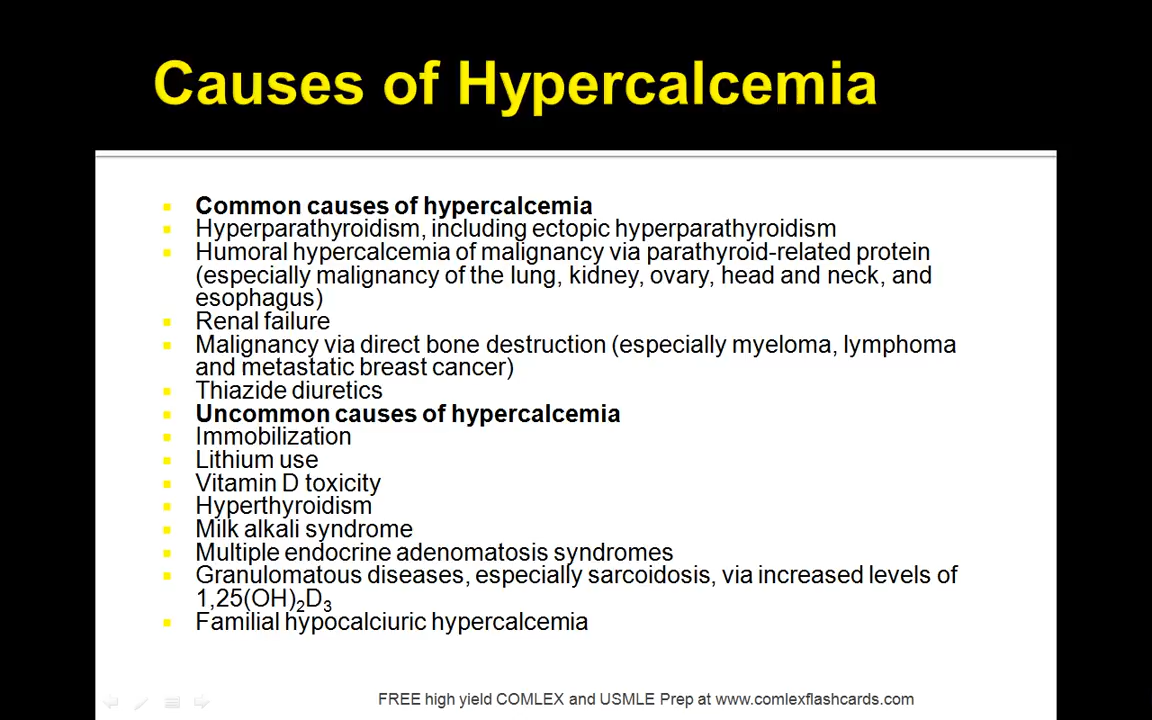 Causes of Hypercalcemia
Common causes of hypercalcemia
Hyperparathyroidism, including ectopic hyperparathyroidism
Humoral hypercalcemia of malignancy via parathyroid-related protein
(especially malignancy of the lung, kidney, ovary, head and neck, and
esophagus)
Renal failure
Malignancy via direct bone destruction (especially myeloma, lymphoma
and metastatic breast cancer)
Thiazide diuretics
Uncommon causes of hypercalcemia
Immobilization
Lithium use
Vitamin D toxicity
Hyperthyroidism
Milk alkali syndrome
Multiple endocrine adenomatosis syndromes
Granulomatous diseases, especially sarcoidosis, via increased levels of
1,25(OH)₂D₃
Familial hypocalciuric hypercalcemia
FREE high yield COMLEX and USMLE Prep at www.comlexflashcards.com